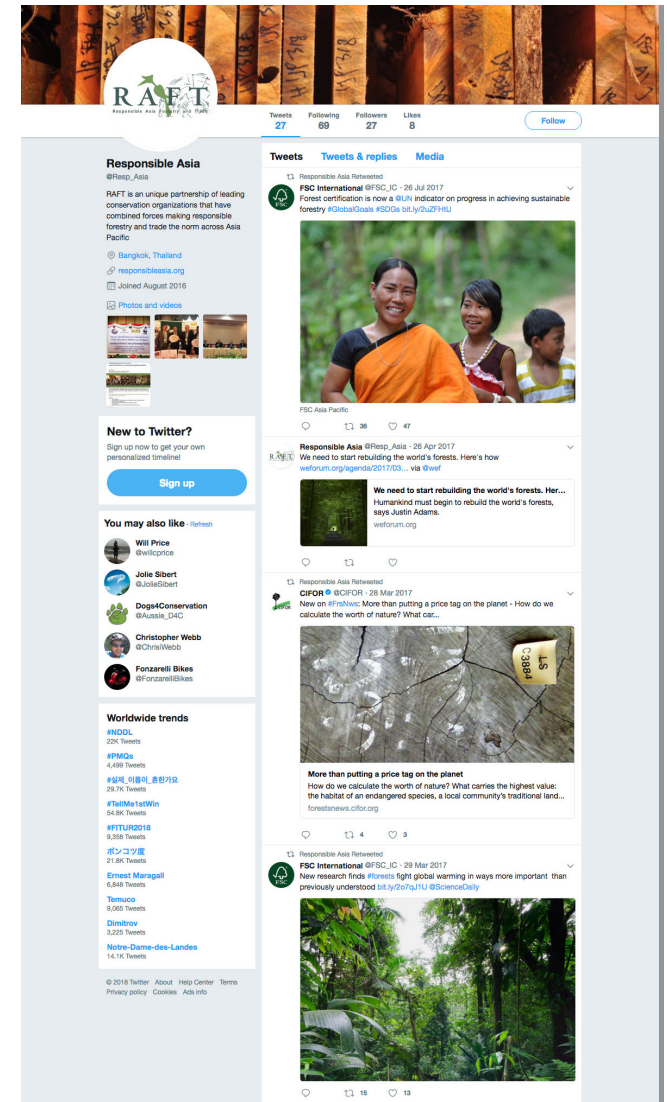 RAFT
Responsible Asia Forestry and Trade
Tweets Following Followers Likes
27 69 27 8
Follow
Responsible Asia
@Resp_Asia
RAFT is an unique partnership of leading
conservation organizations that have
combined forces making responsible
forestry and trade the norm across Asia
Pacific
Bangkok, Thailand
responsibleasia.org
Joined August 2016
Photos and videos
New to Twitter?
Sign up now to get your own
personalized timeline!
Sign up
You may also like · Refresh
Will Price
@willcprice
Jolie Sibert
@JolieSibert
Dogs4Conservation
@Aussie_D4C
Christopher Webb
@ChrisiWebb
Fonzarelli Bikes
@FonzarelliBikes
Worldwide trends
#NDDL
22K Tweets
#PMQs
4,499 Tweets
#실제_이름이_흔한가요
29.7K Tweets
#TellMe1stWin
54.8K Tweets
#FITUR2018
9,358 Tweets
ポンコツ度
21.8K Tweets
Ernest Maragall
6,848 Tweets
Temuco
9,065 Tweets
Dimitrov
3,225 Tweets
Notre-Dame-des-Landes
14.1K Tweets
© 2018 Twitter About Help Center Terms
Privacy policy Cookies Ads info
Tweets Tweets & replies Media
Responsible Asia Retweeted
FSC
FSC International @FSC_IC · 26 Jul 2017
Forest certification is now a @UN indicator on progress in achieving sustainable
forestry #GlobalGoals #SDGs bit.ly/2uZFHtU
FSC Asia Pacific
36 47
RAFT
Responsible Asia @Resp_Asia · 26 Apr 2017
We need to start rebuilding the world's forests. Here's how
weforum.org/agenda/2017/03... via @wef
We need to start rebuilding the world's forests. Her...
Humankind must begin to rebuild the world's forests,
says Justin Adams.
weforum.org
Responsible Asia Retweeted
CIFOR
CIFOR @CIFOR · 28 Mar 2017
New on #FrsNws: More than putting a price tag on the planet - How do we
calculate the worth of nature? What car...
LS
C3884
More than putting a price tag on the planet
How do we calculate the worth of nature? What carries the highest value:
the habitat of an endangered species, a local community's traditional land...
forestsnews.cifor.org
4 3
Responsible Asia Retweeted
FSC
FSC International @FSC_IC · 29 Mar 2017
New research finds #forests fight global warming in ways more important than
previously understood bit.ly/2o7qJ1U @ScienceDaily
15 13